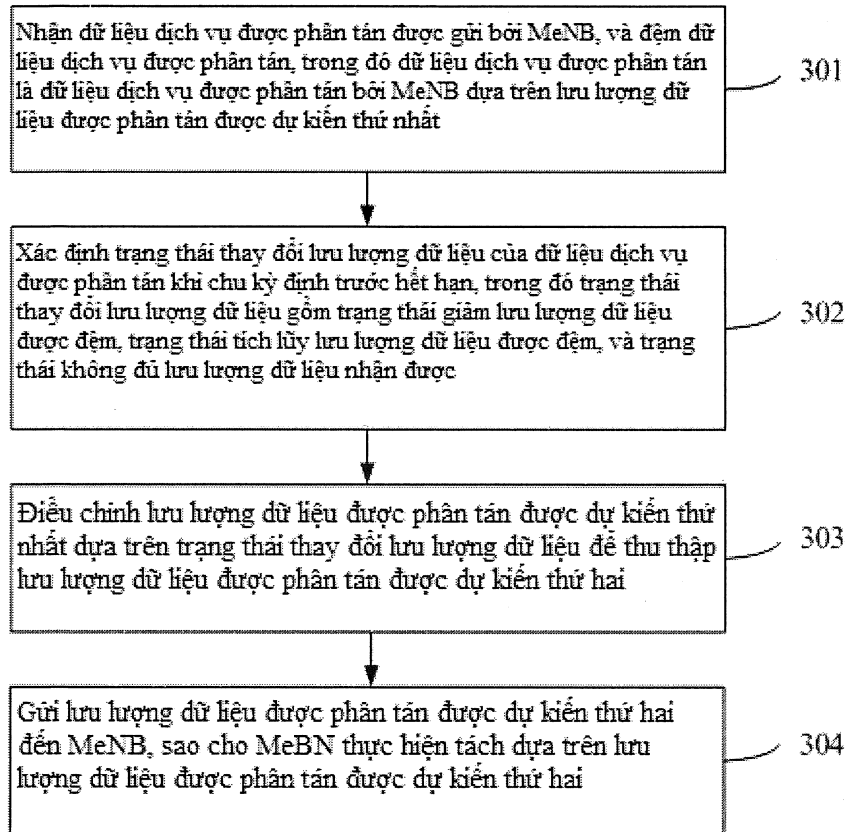 Nhận dữ liệu dịch vụ được phân tán được gửi bởi MeNB, và đệm dữ
liệu dịch vụ được phân tán, trong đó dữ liệu dịch vụ được phân tán
là dữ liệu dịch vụ được phân tán bởi MeNB dựa trên lưu lượng dữ
liệu được phân tán được dự kiến thứ nhất
301
Xác định trạng thái thay đổi lưu lượng dữ liệu của dữ liệu dịch vụ
được phân tán khi chu kỳ định trước hết hạn, trong đó trạng thái
thay đổi lưu lượng dữ liệu gồm trạng thái giảm lưu lượng dữ liệu
được đệm, trạng thái tích lũy lưu lượng dữ liệu được đệm, và trạng
thái không đủ lưu lượng dữ liệu nhận được
302
Điều chỉnh lưu lượng dữ liệu được phân tán được dự kiến thứ
nhất dựa trên trạng thái thay đổi lưu lượng dữ liệu để thu thập
lưu lượng dữ liệu được phân tán được dự kiến thứ hai
303
Gửi lưu lượng dữ liệu được phân tán được dự kiến thứ hai
đến MeNB, sao cho MeBN thực hiện tách dựa trên lưu
lượng dữ liệu được phân tán được dự kiến thứ hai
304